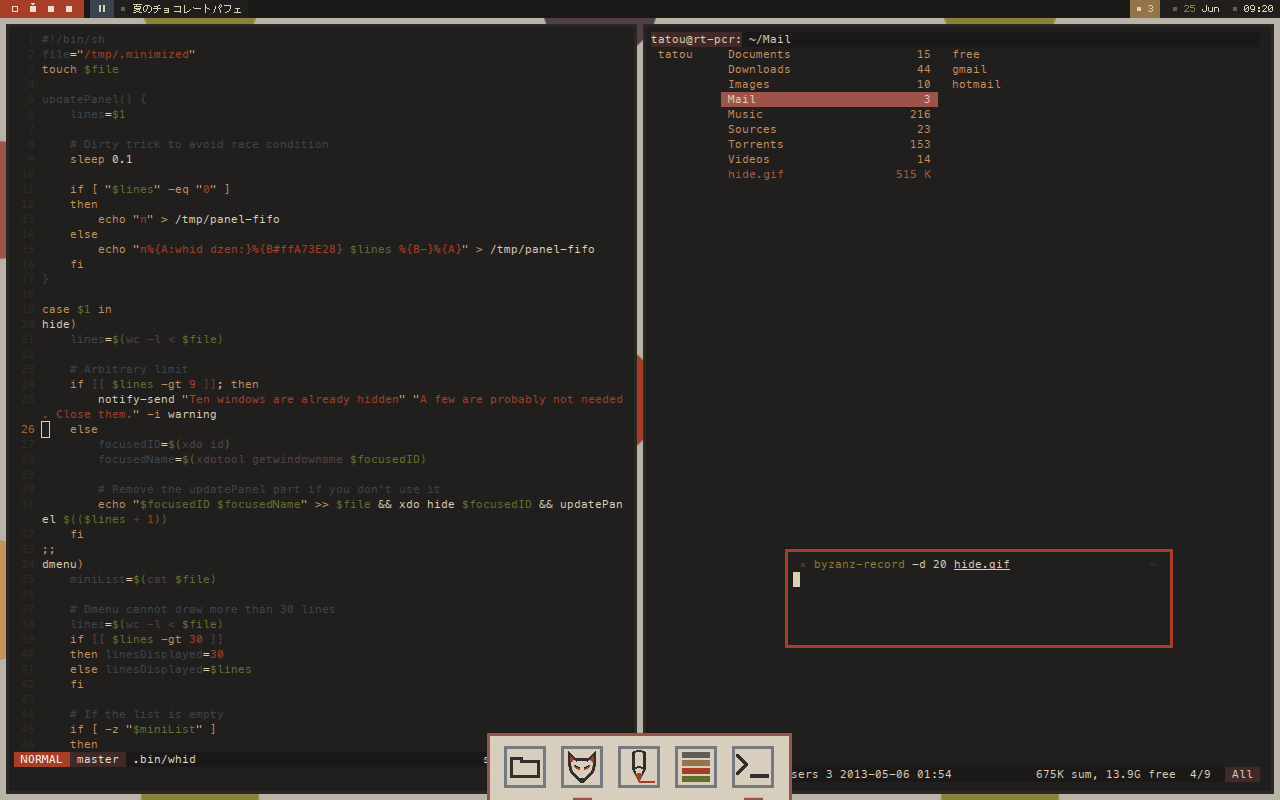 夏のチョコレートパフェ
3 25 Jun 09:20
1 #!/bin/sh
2 file="/tmp/.minimized"
3 touch $file
4
5 updatePanel() {
6 lines=$1
7
8 # Dirty trick to avoid race condition
9 sleep 0.1
10
11 if [ "$lines" -eq "0" ]
12 then
13 echo "n" > /tmp/panel-fifo
14 else
15 echo "n%{A:whid dzen:}%{B#ffA73E28} $lines %{B-}%{A}" > /tmp/panel-fifo
16 fi
17 }
18
19 case $1 in
20 hide)
21 lines=$(wc -l < $file)
22
23 # Arbitrary limit
24 if [[ $lines -gt 9 ]]; then
25 notify-send "Ten windows are already hidden" "A few are probably not needed
. Close them." -i warning
26 else
27 focusedID=$(xdo id)
28 focusedName=$(xdotool getwindowname $focusedID)
29
30 # Remove the updatePanel part if you don't use it
31 echo "$focusedID $focusedName" >> $file && xdo hide $focusedID && updatePan
el $(($lines + 1))
32 fi
33 ;;
34 dmenu)
35 miniList=$(cat $file)
36
37 # Dmenu cannot draw more than 30 lines
38 lines=$(wc -l < $file)
39 if [[ $lines -gt 30 ]]
40 then linesDisplayed=30
41 else linesDisplayed=$lines
42 fi
43
44 # If the list is empty
45 if [ -z "$miniList" ]
46 then
NORMAL master .bin/whid
tatou@rt-pcr: ~/Mail
tatou Documents 15 free
Downloads 44 gmail
Images 10 hotmail
Mail 3
Music 216
Sources 23
Torrents 153
Videos 14
hide.gif 515 K
byzanz-record -d 20 hide.gif ~
sers 3 2013-05-06 01:54 675K sum, 13.9G free 4/9 All